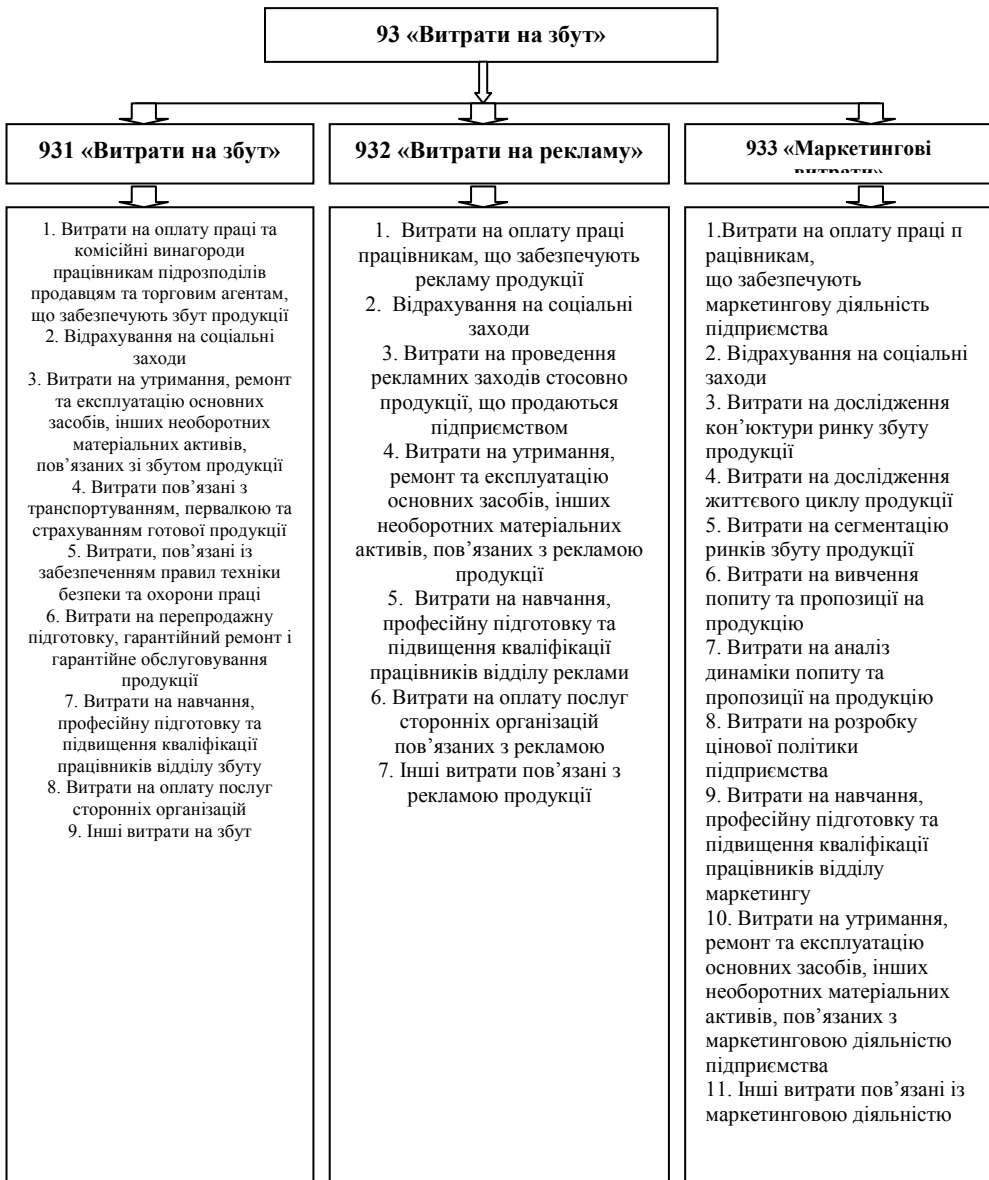 93 «Витрати на збут»
931 «Витрати на збут»
932 «Витрати на рекламу»
933 «Маркетингові
витрати»
1. Витрати на оплату праці та
комісійні винагороди
працівникам підрозподілів
продавцям та торговим агентам,
що забезпечують збут продукції
2. Відрахування на соціальні
заходи
3. Витрати на утримання, ремонт
та експлуатацію основних
засобів, інших необоротних
матеріальних активів,
пов’язаних зі збутом продукції
4. Витрати пов’язані з
транспортуванням, первалкою та
страхуванням готової продукції
5. Витрати, пов’язані із
забезпеченням правил техніки
безпеки та охорони праці
6. Витрати на перепродажну
підготовку, гарантійний ремонт і
гарантійне обслуговування
продукції
7. Витрати на навчання,
професійну підготовку та
підвищення кваліфікації
працівників відділу збуту
8. Витрати на оплату послуг
сторонніх організацій
9. Інші витрати на збут
1. Витрати на оплату праці
працівникам, що забезпечують
рекламу продукції
2. Відрахування на соціальні
заходи
3. Витрати на проведення
рекламних заходів стосовно
продукції, що продаються
підприємством
4. Витрати на утримання,
ремонт та експлуатацію
основних засобів, інших
необоротних матеріальних
активів, пов’язаних з рекламою
продукції
5. Витрати на навчання,
професійну підготовку та
підвищення кваліфікації
працівників відділу реклами
6. Витрати на оплату послуг
сторонніх організацій
пов’язаних з рекламою
7. Інші витрати пов’язані з
рекламою продукції
1.Витрати на оплату праці п
рацівникам,
що забезпечують
маркетингову діяльність
підприємства
2. Відрахування на соціальні
заходи
3. Витрати на дослідження
кон’юктури ринку збуту
продукції
4. Витрати на дослідження
життєвого циклу продукції
5. Витрати на сегментацію
ринків збуту продукції
6. Витрати на вивчення
попиту та пропозиції на
продукцію
7. Витрати на аналіз
динаміки попиту та
пропозиції на продукцію
8. Витрати на розробку
цінової політики
підприємства
9. Витрати на навчання,
професійну підготовку та
підвищення кваліфікації
працівників відділу
маркетингу
10. Витрати на утримання,
ремонт та експлуатацію
основних засобів, інших
необоротних матеріальних
активів, пов’язаних з
маркетинговою діяльністю
підприємства
11. Інші витрати пов’язані із
маркетинговою діяльністю